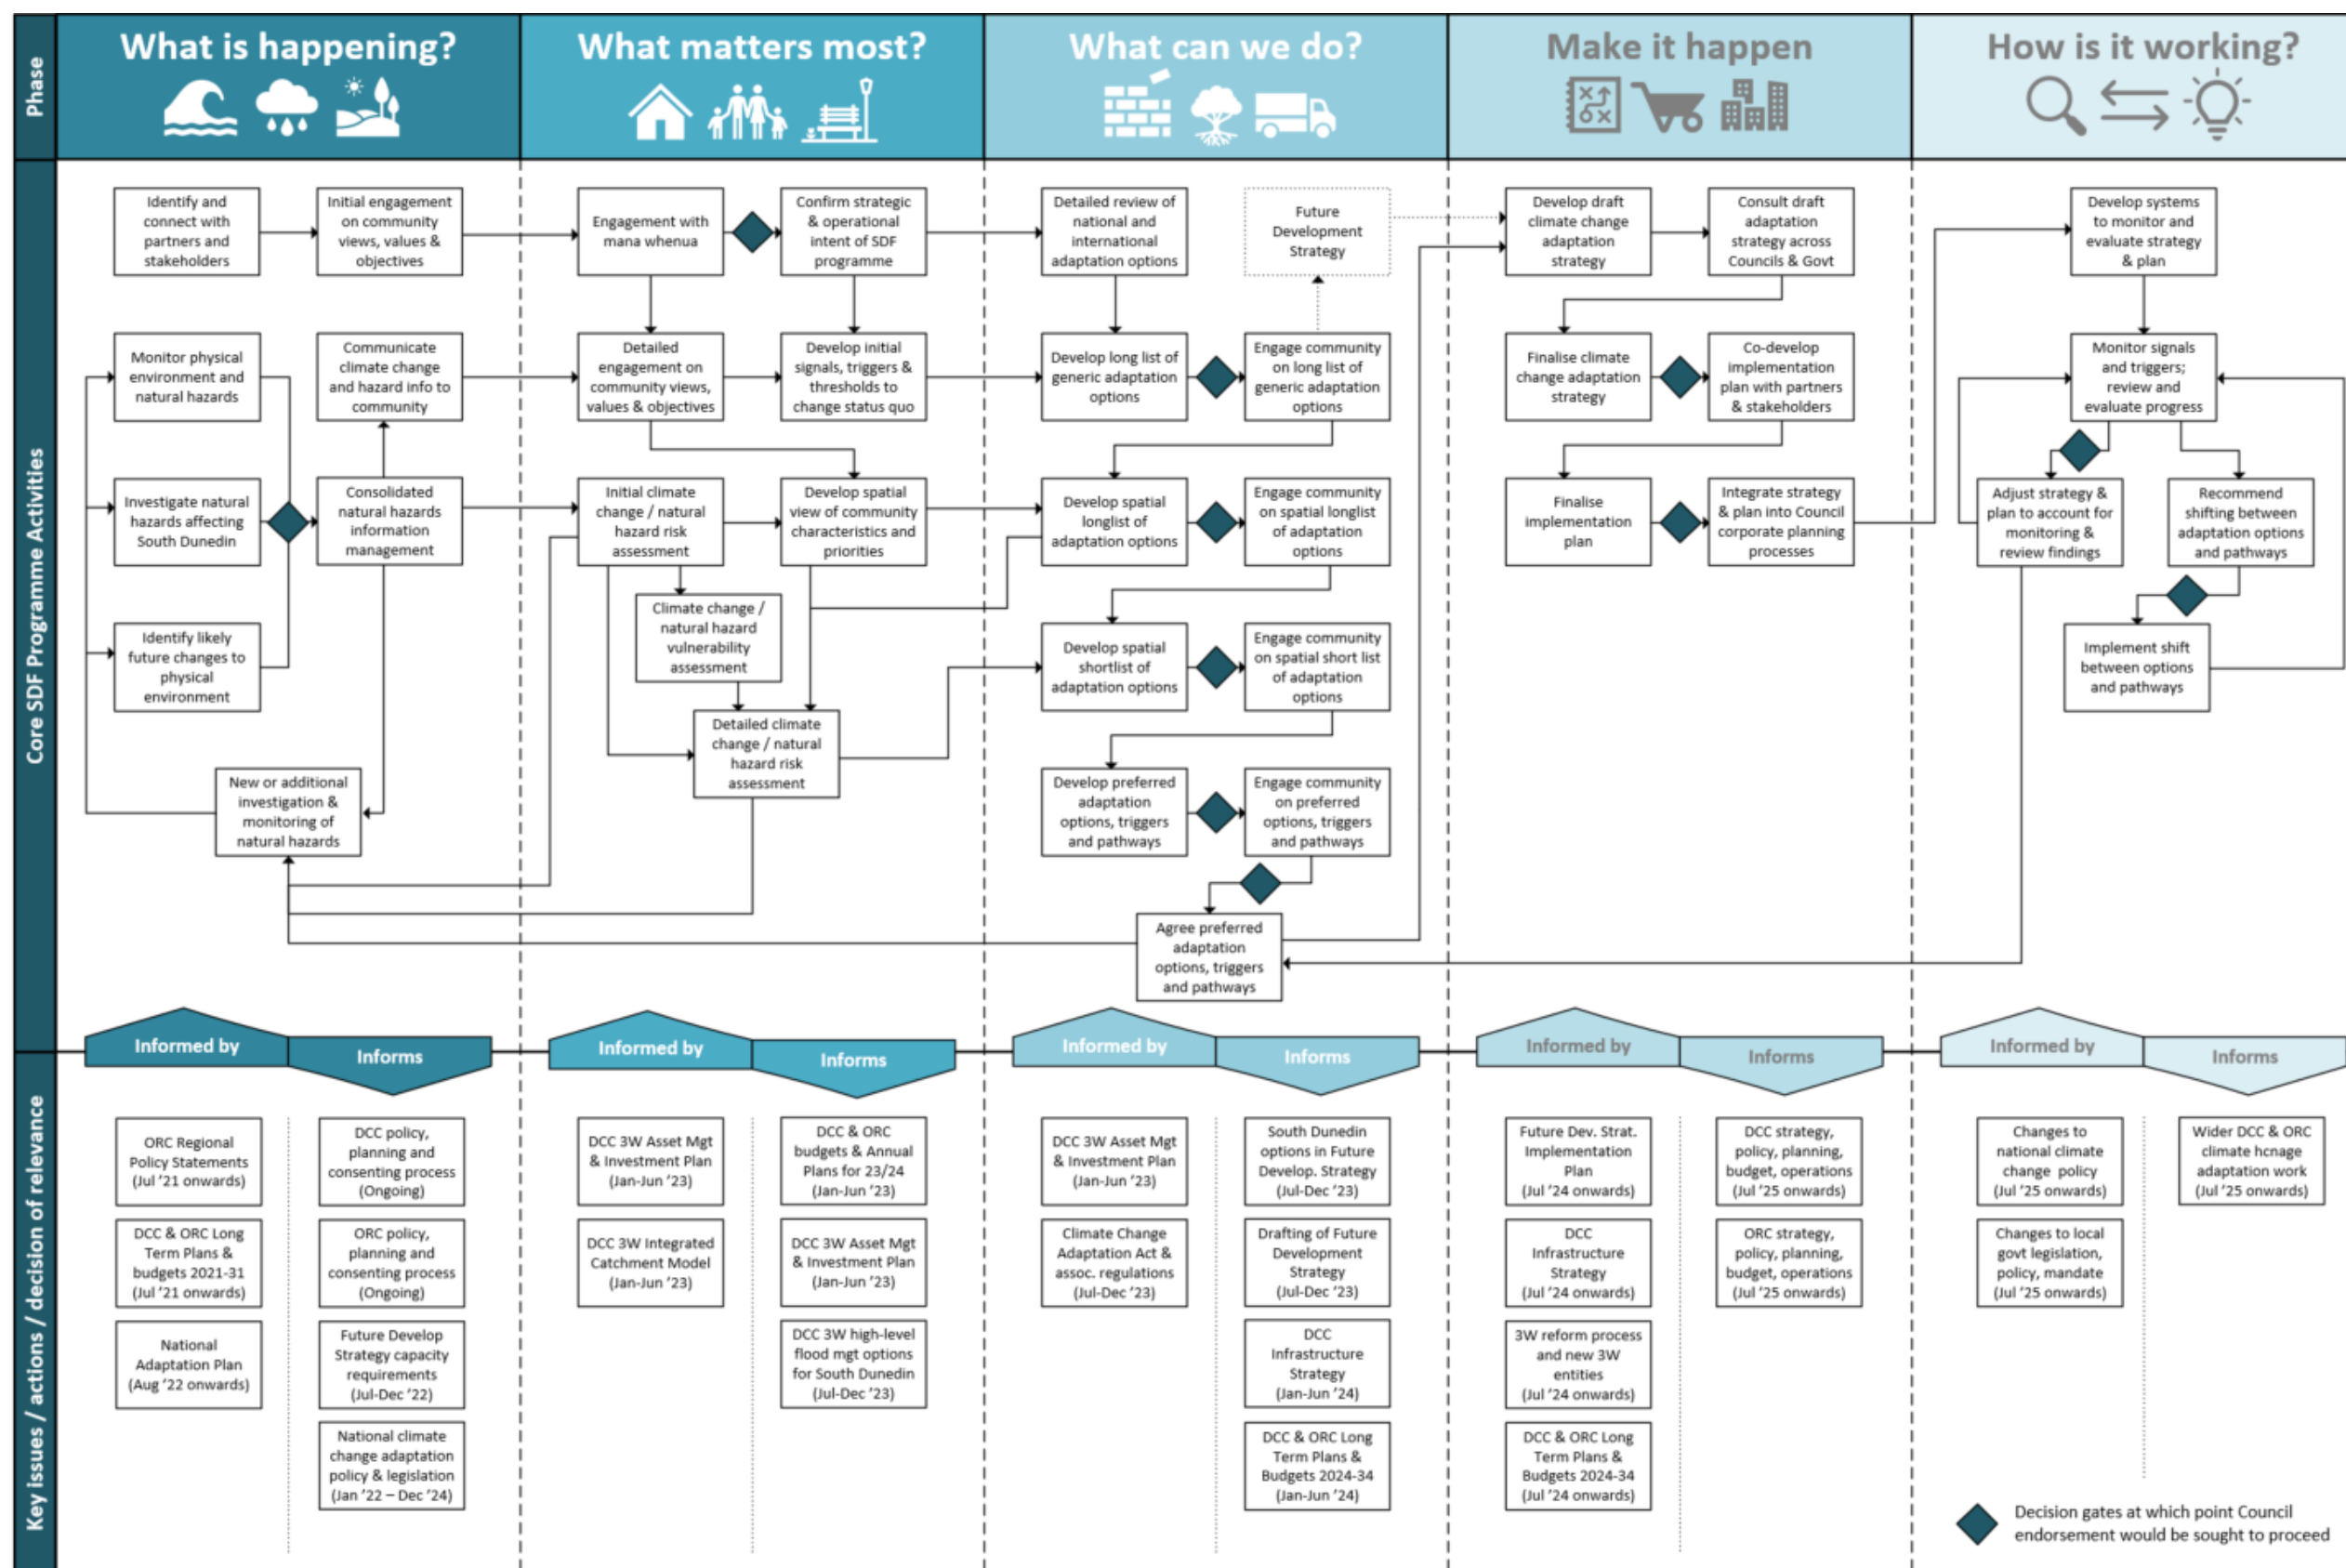 Phase
What is happening?
What matters most?
What can we do?
Make it happen
How is it working?
Core SDF Programme Activities
Identify and
connect with
partners and
stakeholders
Initial engagement
on community
views, values &
objectives
Monitor physical
environment and
natural hazards
Communicate
climate change
and hazard info to
community
Investigate natural
hazards affecting
South Dunedin
Consolidated
natural hazards
information
management
Identify likely
future changes to
physical
environment
New or additional
investigation &
monitoring of
natural hazards
Engagement with
mana whenua
Confirm strategic
& operational
intent of SDF
programme
Detailed
engagement on
community views,
values & objectives
Develop initial
signals, triggers &
thresholds to
change status quo
Initial climate
change / natural
hazard risk
assessment
Develop spatial
view of community
characteristics and
priorities
Climate change /
natural hazard
vulnerability
assessment
Detailed climate
change / natural
hazard risk
assessment
Detailed review of
national and
international
adaptation options
Future
Development
Strategy
Develop long list of
generic adaptation
options
Engage community
on long list of
generic adaptation
options
Develop spatial
longlist of
adaptation options
Engage community
on spatial longlist
of adaptation
options
Develop spatial
shortlist of
adaptation options
Engage community
on spatial short list
of adaptation
options
Develop preferred
adaptation
options, triggers
and pathways
Engage community
on preferred
options, triggers
and pathways
Agree preferred
adaptation
options, triggers
and pathways
Develop draft
climate change
adaptation
strategy
Consult draft
adaptation
strategy across
Councils & Govt
Finalise climate
change adaptation
strategy
Co-develop
implementation
plan with partners
& stakeholders
Finalise
implementation
plan
Integrate strategy
& plan into Council
corporate planning
processes
Develop systems
to monitor and
evaluate strategy
& plan
Monitor signals
and triggers;
review and
evaluate progress
Adjust strategy &
plan to account for
monitoring &
review findings
Recommend
shifting between
adaptation options
and pathways
Implement shift
between options
and pathways
Key issues / actions / decision of relevance
Informed by
Informs
Informed by
Informs
Informed by
Informs
Informed by
Informs
Informed by
Informs
ORC Regional
Policy Statements
(Jul '21 onwards)
DCC & ORC Long
Term Plans &
budgets 2021-31
(Jul '21 onwards)
National
Adaptation Plan
(Aug '22 onwards)
DCC policy,
planning and
consenting process
(Ongoing)
ORC policy,
planning and
consenting process
(Ongoing)
Future Develop
Strategy capacity
requirements
(Jul-Dec '22)
National climate
change adaptation
policy & legislation
(Jan '22 – Dec '24)
DCC 3W Asset Mgt
& Investment Plan
(Jan-Jun '23)
DCC 3W Integrated
Catchment Model
(Jan-Jun '23)
DCC & ORC
budgets & Annual
Plans for 23/24
(Jan-Jun '23)
DCC 3W Asset Mgt
& Investment Plan
(Jan-Jun '23)
DCC 3W high-level
flood mgt options
for South Dunedin
(Jul-Dec '23)
DCC 3W Asset Mgt
& Investment Plan
(Jan-Jun '23)
Climate Change
Adaptation Act &
assoc. regulations
(Jul-Dec '23)
South Dunedin
options in Future
Develop. Strategy
(Jul-Dec '23)
Drafting of Future
Development
Strategy
(Jul-Dec '23)
DCC
Infrastructure
Strategy
(Jan-Jun '24)
DCC & ORC Long
Term Plans &
Budgets 2024-34
(Jan-Jun '24)
Future Dev. Strat.
Implementation
Plan
(Jul '24 onwards)
DCC
Infrastructure
Strategy
(Jul '24 onwards)
3W reform process
and new 3W
entities
(Jul '24 onwards)
DCC & ORC Long
Term Plans &
Budgets 2024-34
(Jul '24 onwards)
DCC strategy,
policy, planning,
budget, operations
(Jul '25 onwards)
ORC strategy,
policy, planning,
budget, operations
(Jul '25 onwards)
Changes to
national climate
change policy
(Jul '25 onwards)
Changes to local
govt legislation,
policy, mandate
(Jul '25 onwards)
Wider DCC & ORC
climate hcnage
adaptation work
(Jul '25 onwards)
Decision gates at which point Council
endorsement would be sought to proceed